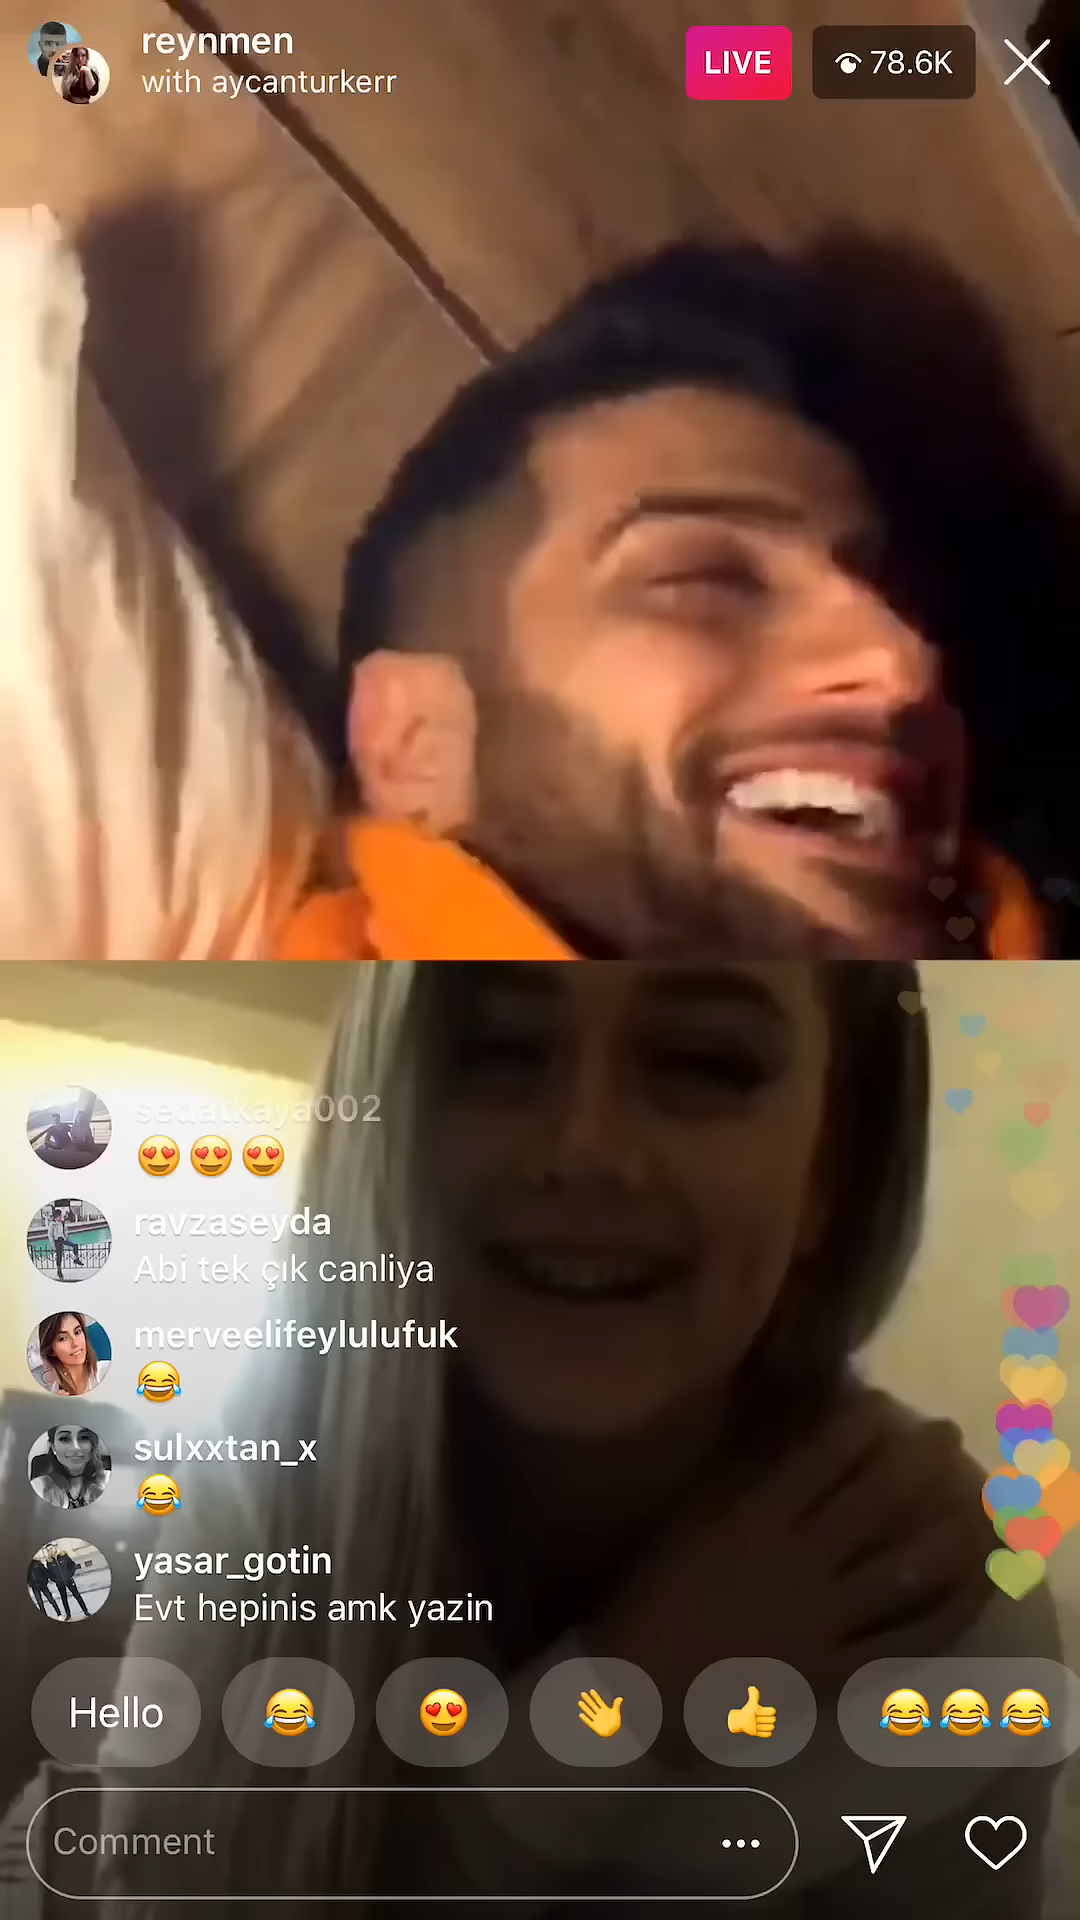 reynmen
with aycanturkerr
LIVE
78.6K
sedatkaya002
😍😍😍
ravzaseyda
Abi tek çık canliya
merveelifeylulufuk
😂
sulxxtan_x
😂
yasar_gotin
Evt hepinis amk yazin
Hello 😂 😍 👋 👍 😂😂😂
Comment